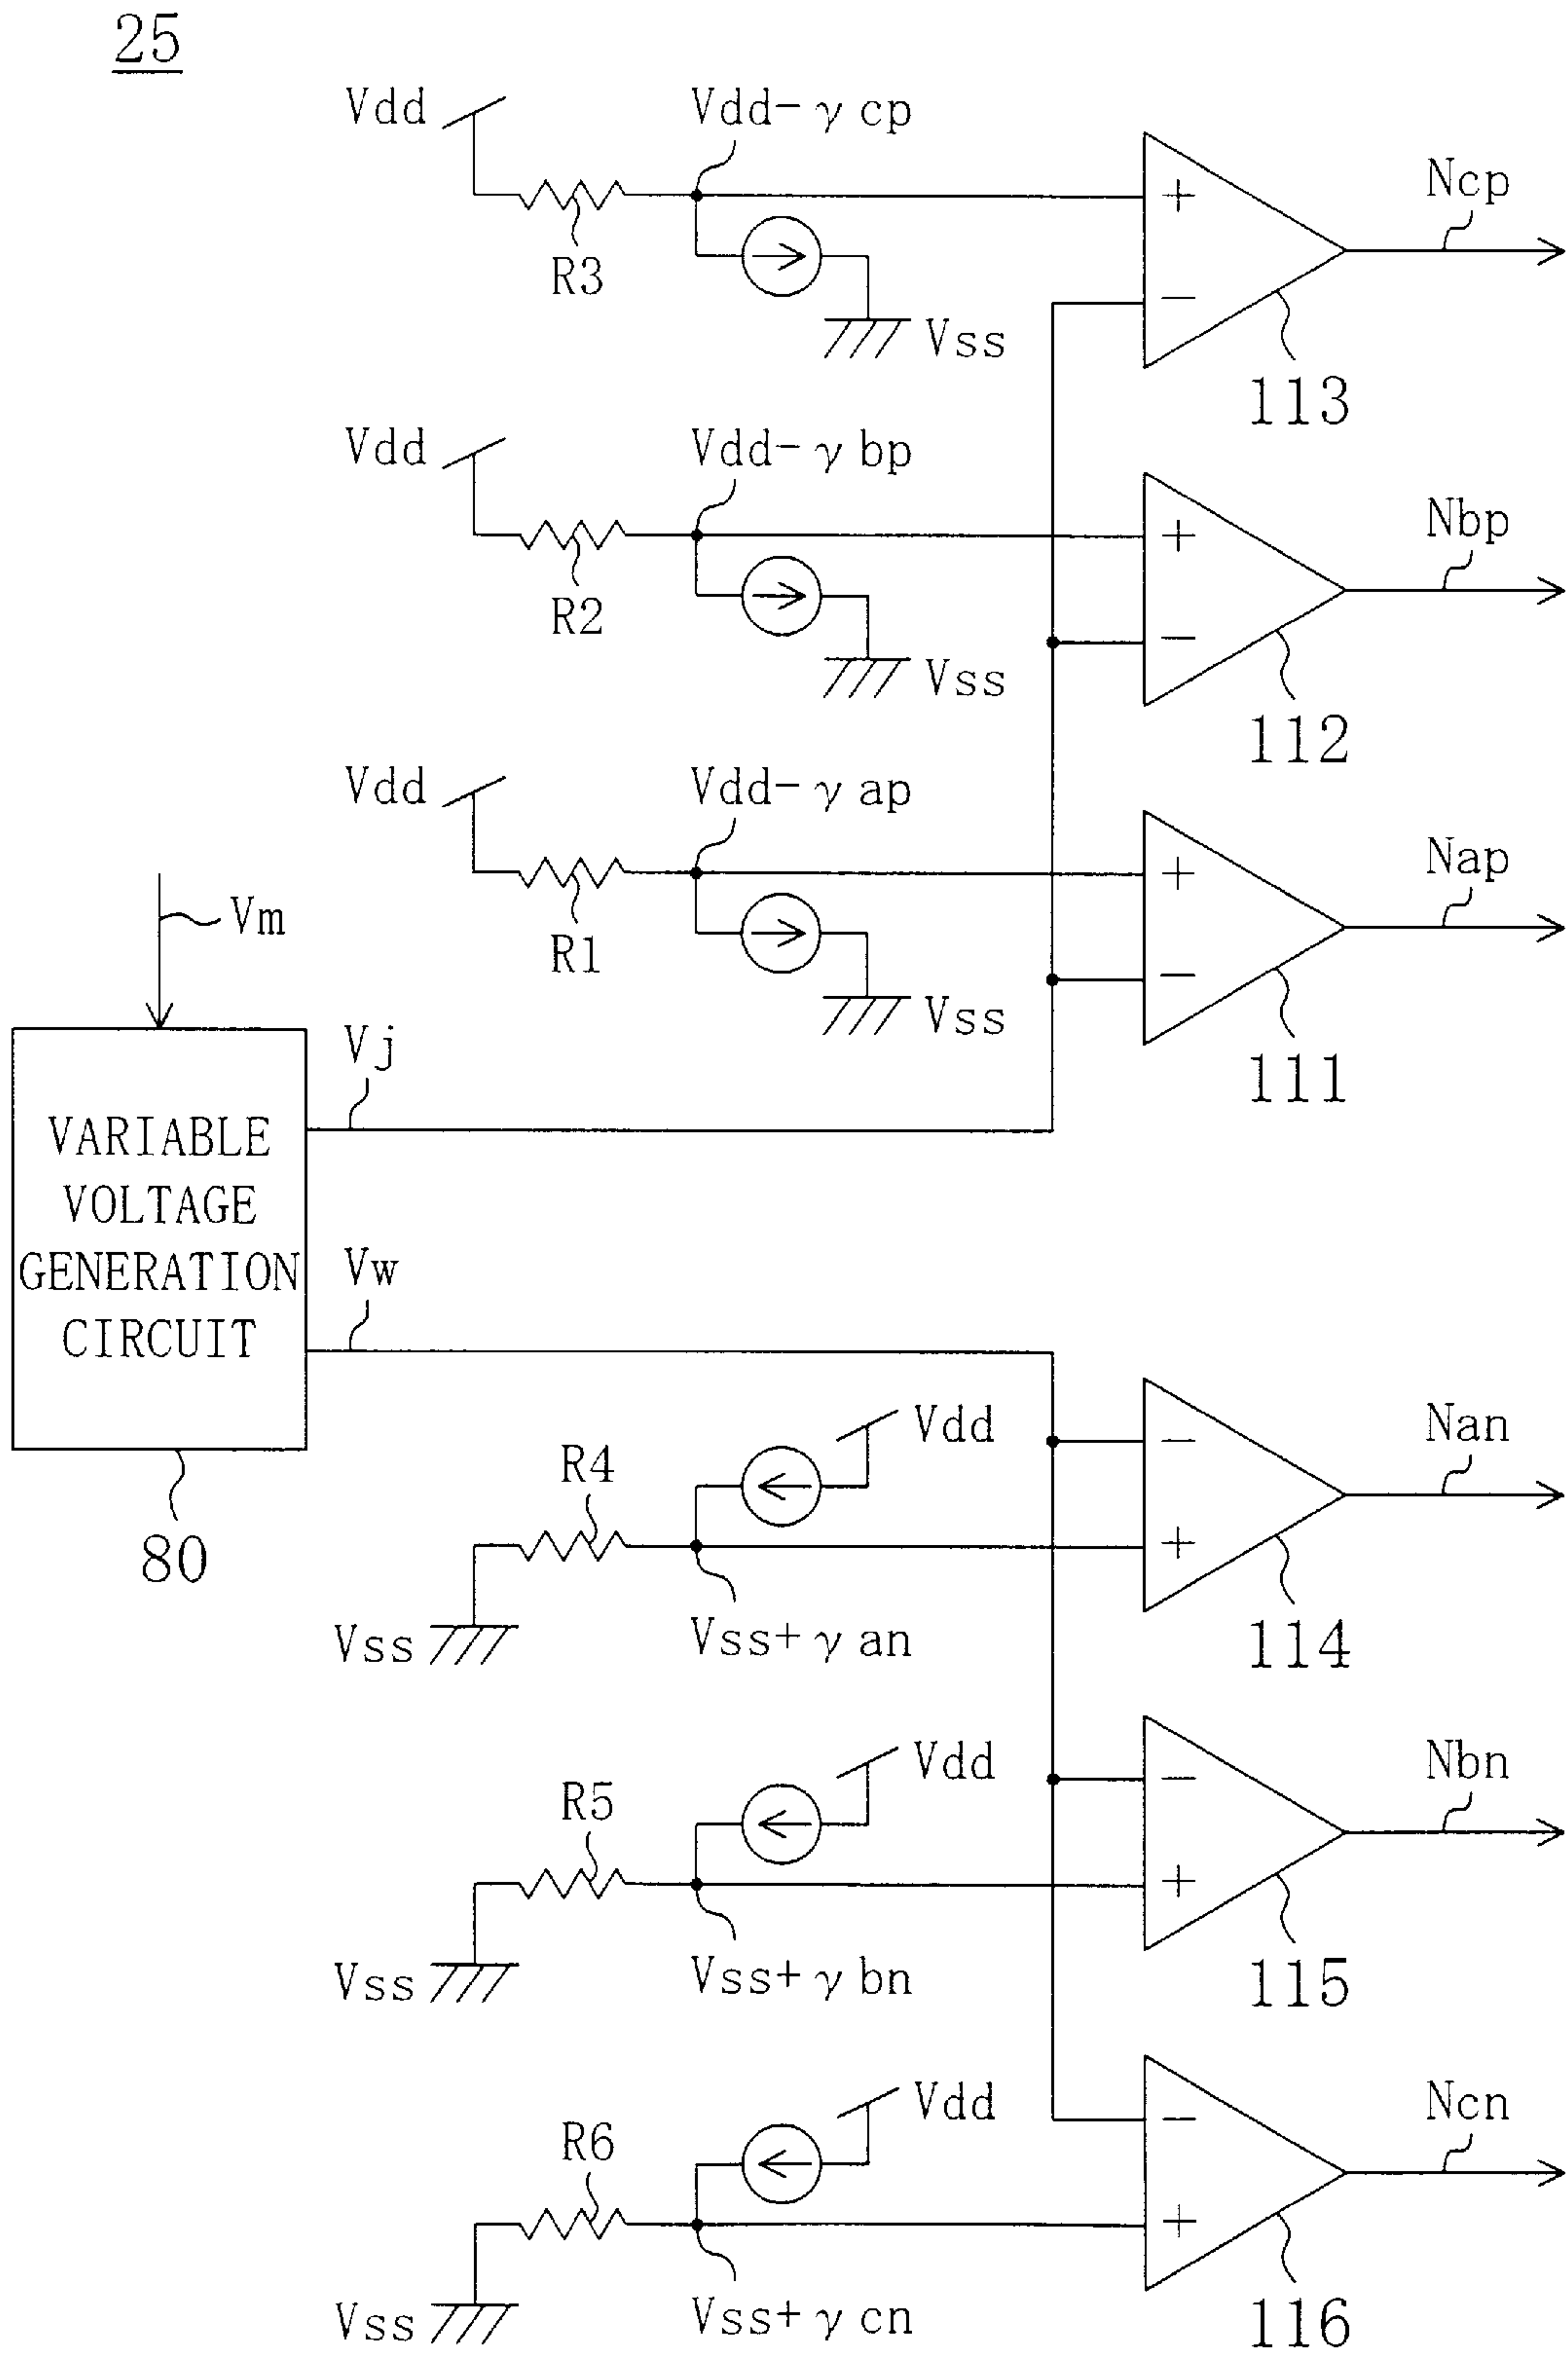 25
Vdd
Vdd-γcp
R3
Vss
+
−
Ncp
113
Vdd
Vdd-γbp
R2
Vss
+
−
Nbp
112
Vdd
Vdd-γap
R1
Vss
+
−
Nap
111
Vm
VARIABLE
VOLTAGE
GENERATION
CIRCUIT
80
Vj
Vw
Vdd
R4
Vss
Vss+γan
−
+
Nan
114
Vdd
R5
Vss
Vss+γbn
−
+
Nbn
115
Vdd
R6
Vss
Vss+γcn
−
+
Ncn
116